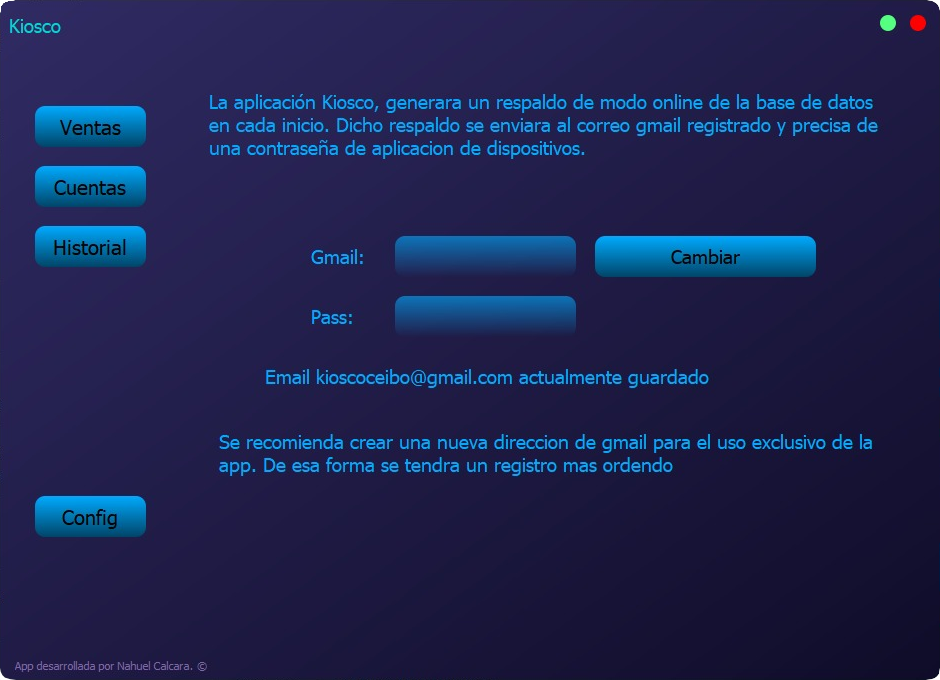 Kiosco
La aplicación Kiosco, generara un respaldo de modo online de la base de datos
en cada inicio. Dicho respaldo se enviara al correo gmail registrado y precisa de
una contraseña de aplicacion de dispositivos.
Ventas
Cuentas
Historial
Gmail:
Cambiar
Pass:
Email kioscoceibo@gmail.com actualmente guardado
Se recomienda crear una nueva direccion de gmail para el uso exclusivo de la
app. De esa forma se tendra un registro mas ordendo
Config
App desarrollada por Nahuel Calcara. ©